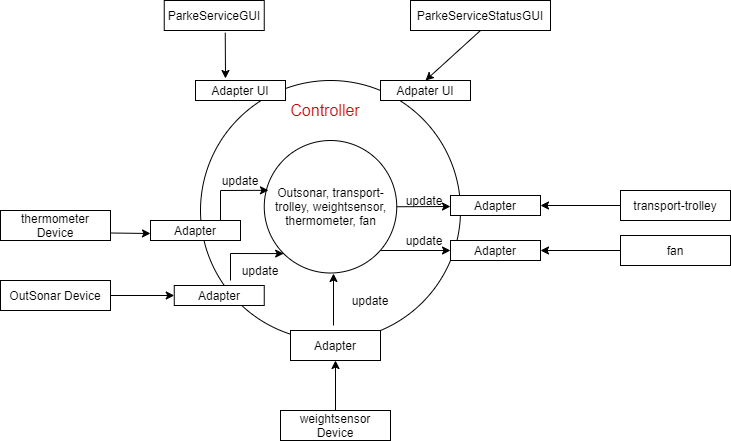 ParkeServiceGUI
ParkeServiceStatusGUI
Adapter UI
Adpater UI
Controller
update
Outsonar, transport-
trolley, weightsensor,
thermometer, fan
update
Adapter
transport-trolley
thermometer
Device
Adapter
update
Adapter
fan
update
OutSonar Device
Adapter
update
Adapter
weightsensor
Device